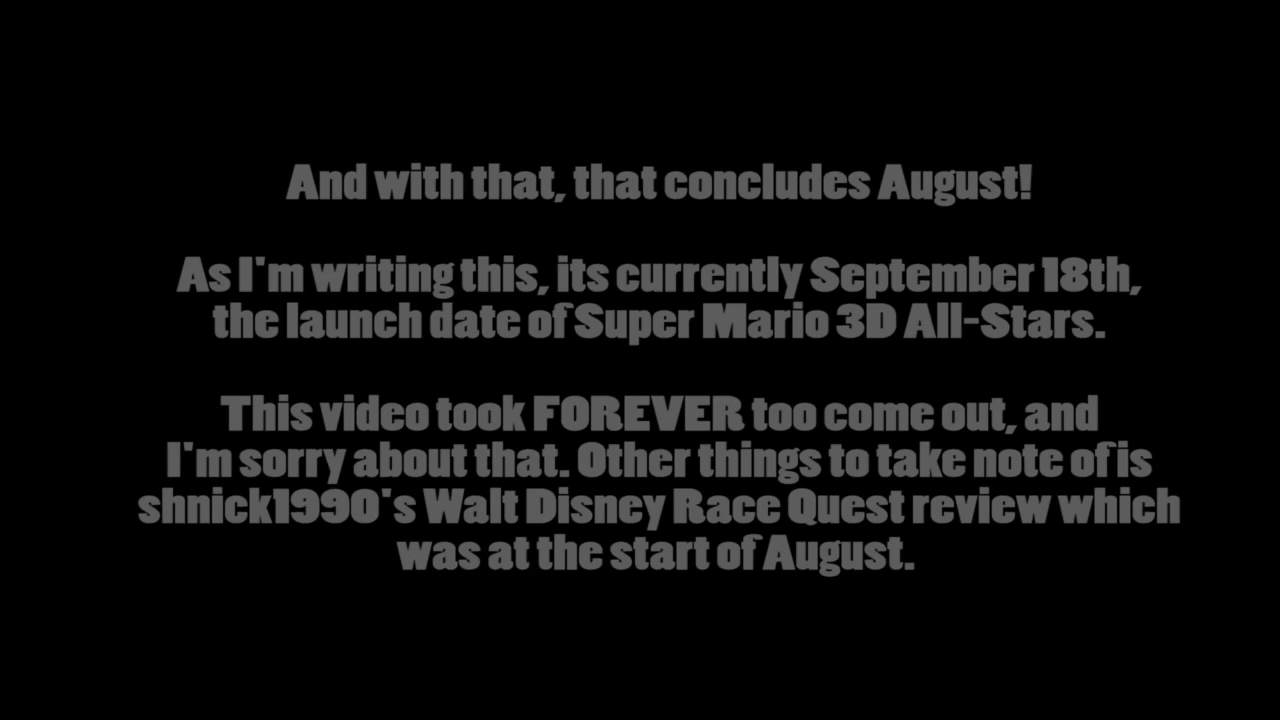 And with that, that concludes August!
As I'm writing this, its currently September 18th,
the launch date of Super Mario 3D All-Stars.
This video took FOREVER too come out, and
I'm sorry about that. Other things to take note of is
shnick1990's Walt Disney Race Quest review which
was at the start of August.